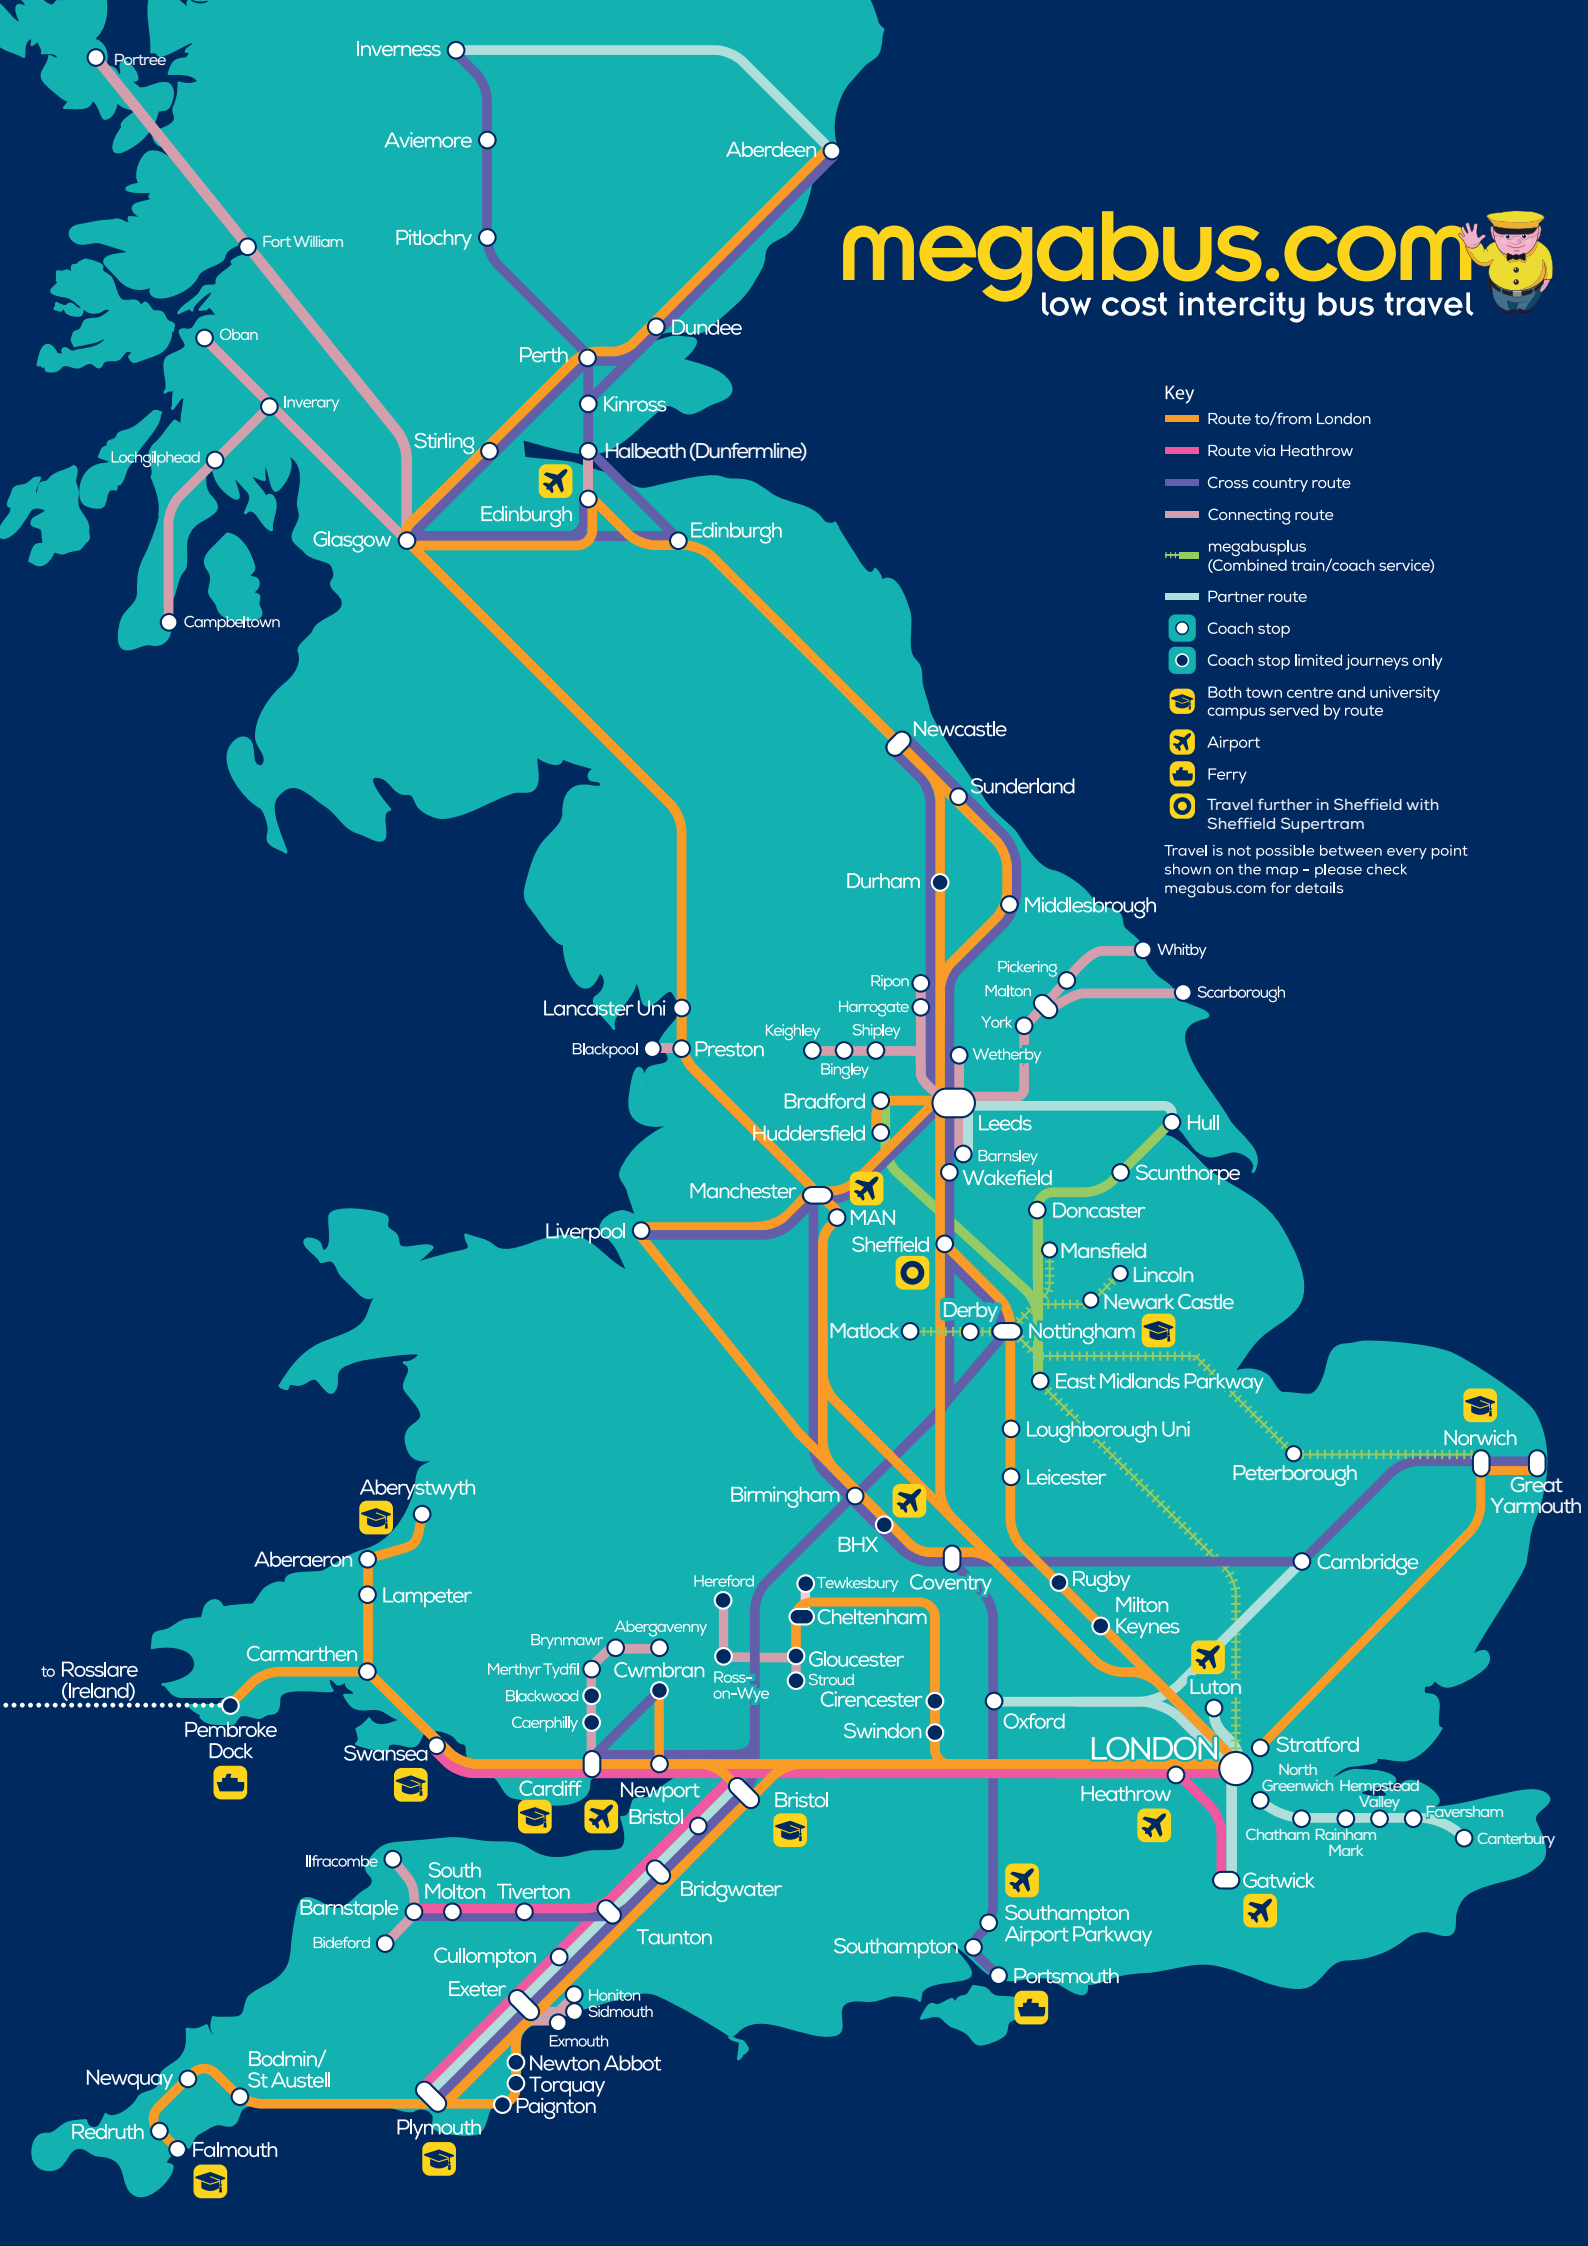 Portree
Inverness
Aviemore
Aberdeen
Pitlochry
Fort William
megabus.com
low cost intercity bus travel
Oban
Dundee
Perth
Inverary
Kinross
Stirling
Halbeath (Dunfermline)
Lochgilphead
Edinburgh
Glasgow
Edinburgh
Campbeltown
Key
Route to/from London
Route via Heathrow
Cross country route
Connecting route
megabusplus
(Combined train/coach service)
Partner route
Coach stop
Coach stop limited journeys only
Both town centre and university
campus served by route
Airport
Ferry
Travel further in Sheffield with
Sheffield Supertram
Travel is not possible between every point
shown on the map – please check
megabus.com for details
Newcastle
Sunderland
Durham
Middlesbrough
Whitby
Pickering
Ripon
Malton
Scarborough
Harrogate
Lancaster Uni
York
Keighley
Shipley
Blackpool
Preston
Wetherby
Bingley
Bradford
Leeds
Hull
Huddersfield
Barnsley
Wakefield
Scunthorpe
Manchester
Doncaster
MAN
Liverpool
Sheffield
Mansfield
Lincoln
Newark Castle
Derby
Matlock
Nottingham
East Midlands Parkway
Loughborough Uni
Norwich
Peterborough
Leicester
Great
Yarmouth
Aberystwyth
Birmingham
BHX
Aberaeron
Cambridge
Coventry
Rugby
Hereford
Tewkesbury
Lampeter
Milton
Keynes
Cheltenham
Abergavenny
Brynmawr
Carmarthen
Gloucester
to Rosslare
(Ireland)
Merthyr Tydfil
Cwmbran
Ross-
on-Wye
Stroud
Blackwood
Luton
Cirencester
Caerphilly
Oxford
Pembroke
Dock
Swindon
Swansea
LONDON
Stratford
Cardiff
Newport
Heathrow
North
Greenwich
Hempstead
Valley
Bristol
Bristol
Faversham
Chatham
Rainham
Mark
Canterbury
Ilfracombe
South
Molton
Tiverton
Bridgwater
Gatwick
Barnstaple
Southampton
Airport Parkway
Taunton
Bideford
Southampton
Cullompton
Portsmouth
Exeter
Honiton
Sidmouth
Exmouth
Bodmin/
St Austell
Newton Abbot
Newquay
Torquay
Paignton
Plymouth
Redruth
Falmouth